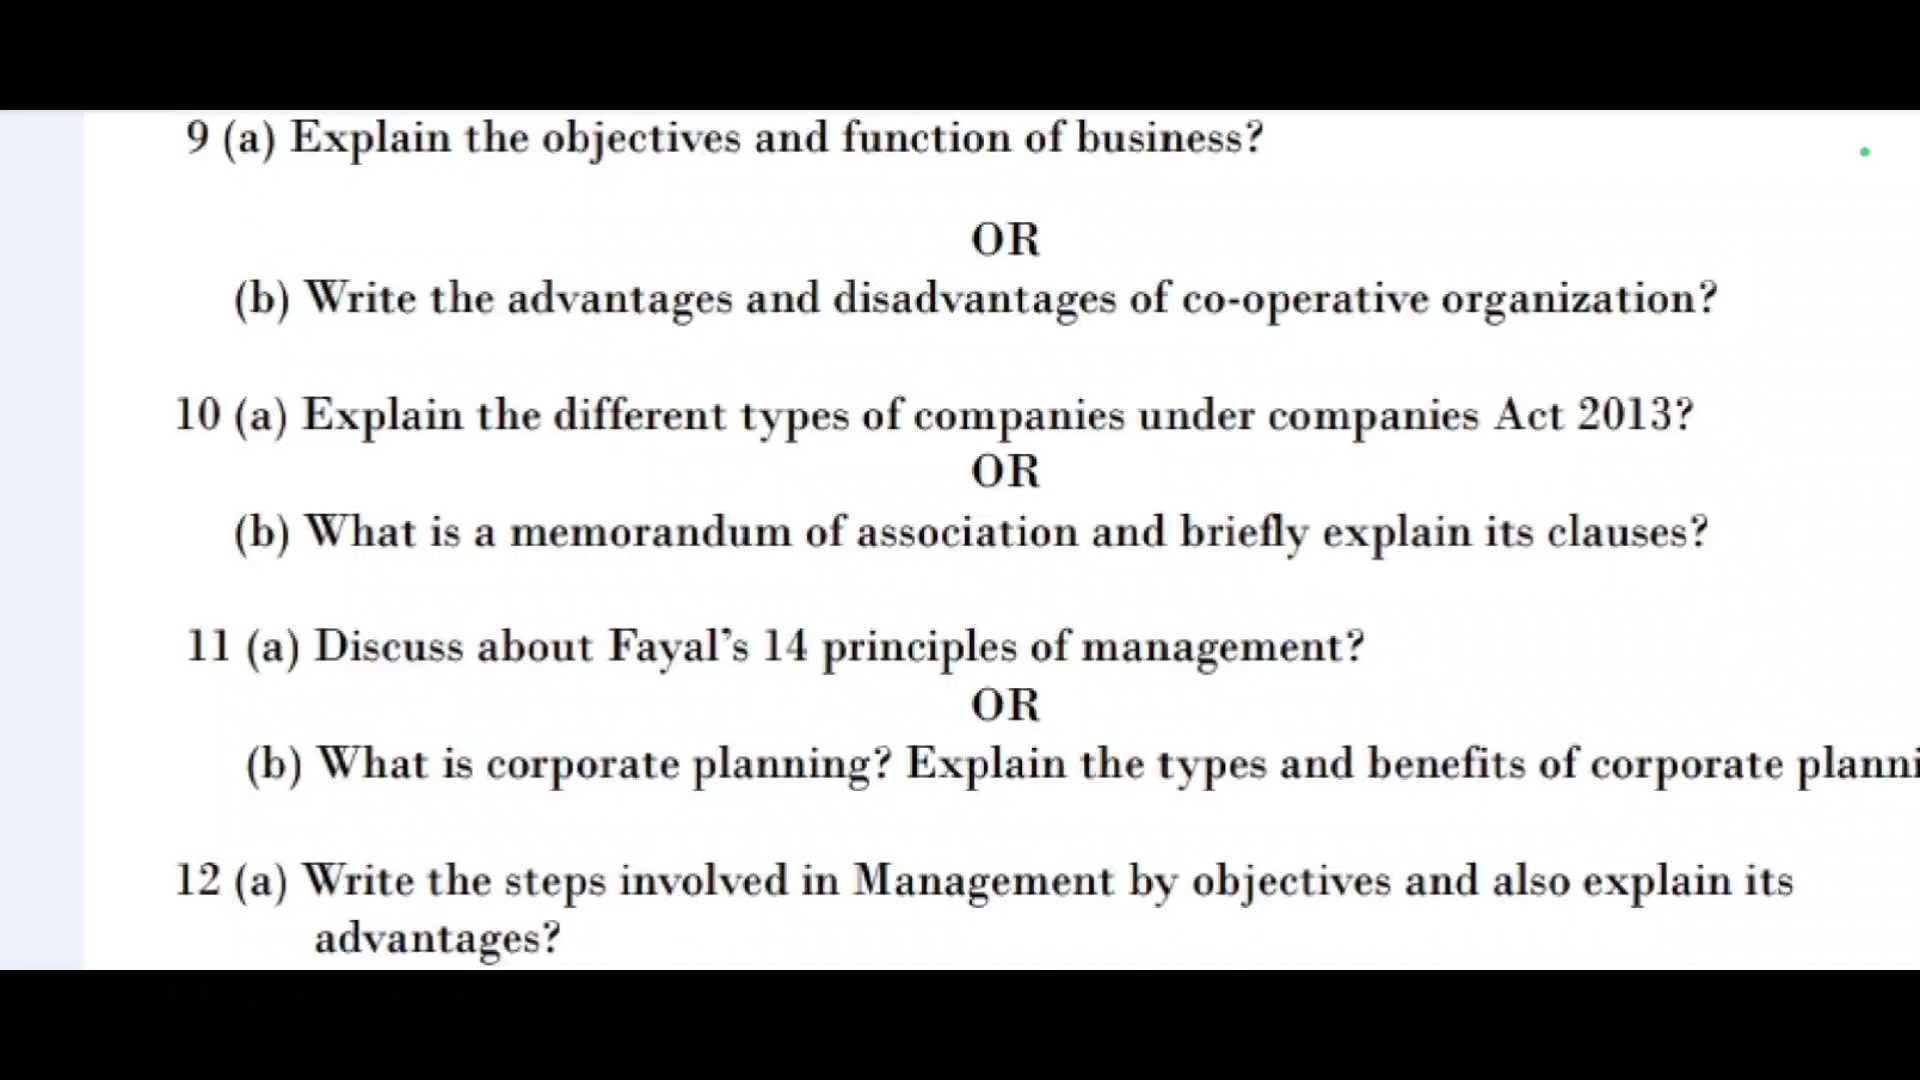 9 (a) Explain the objectives and function of business?
OR
(b) Write the advantages and disadvantages of co-operative organization?
10 (a) Explain the different types of companies under companies Act 2013?
OR
(b) What is a memorandum of association and briefly explain its clauses?
11 (a) Discuss about Fayal’s 14 principles of management?
OR
(b) What is corporate planning? Explain the types and benefits of corporate planni
12 (a) Write the steps involved in Management by objectives and also explain its
advantages?